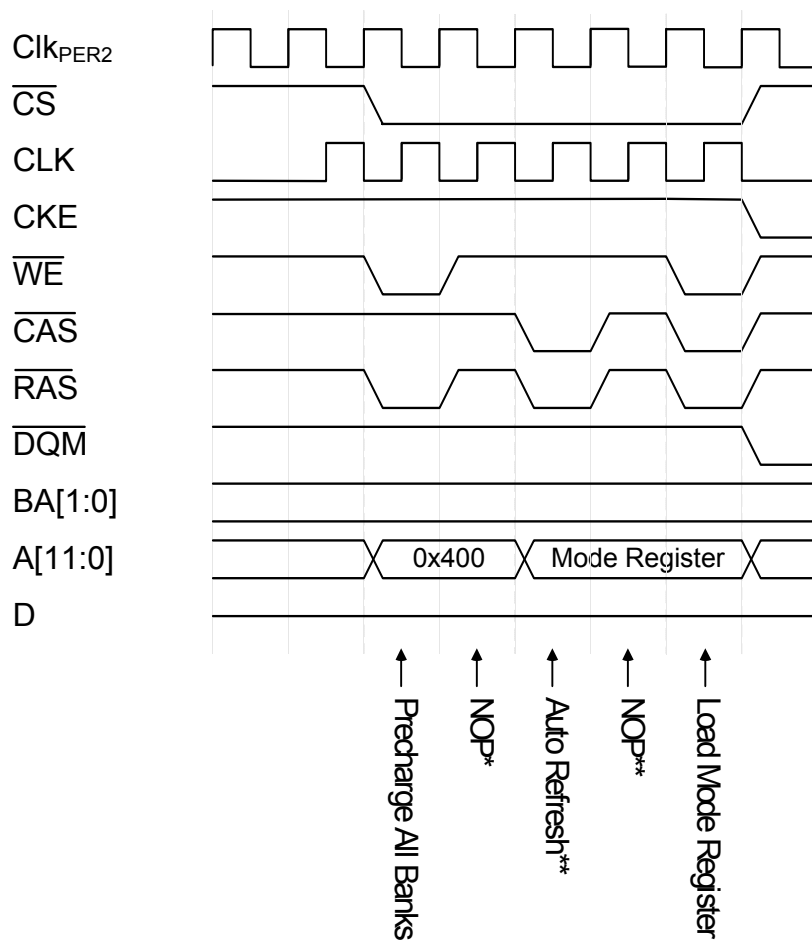 ClkPER2
CS
CLK
CKE
WE
CAS
RAS
DQM
BA[1:0]
A[11:0]
0x400
Mode Register
D
Precharge All Banks
NOP*
Auto Refresh**
NOP**
Load Mode Register